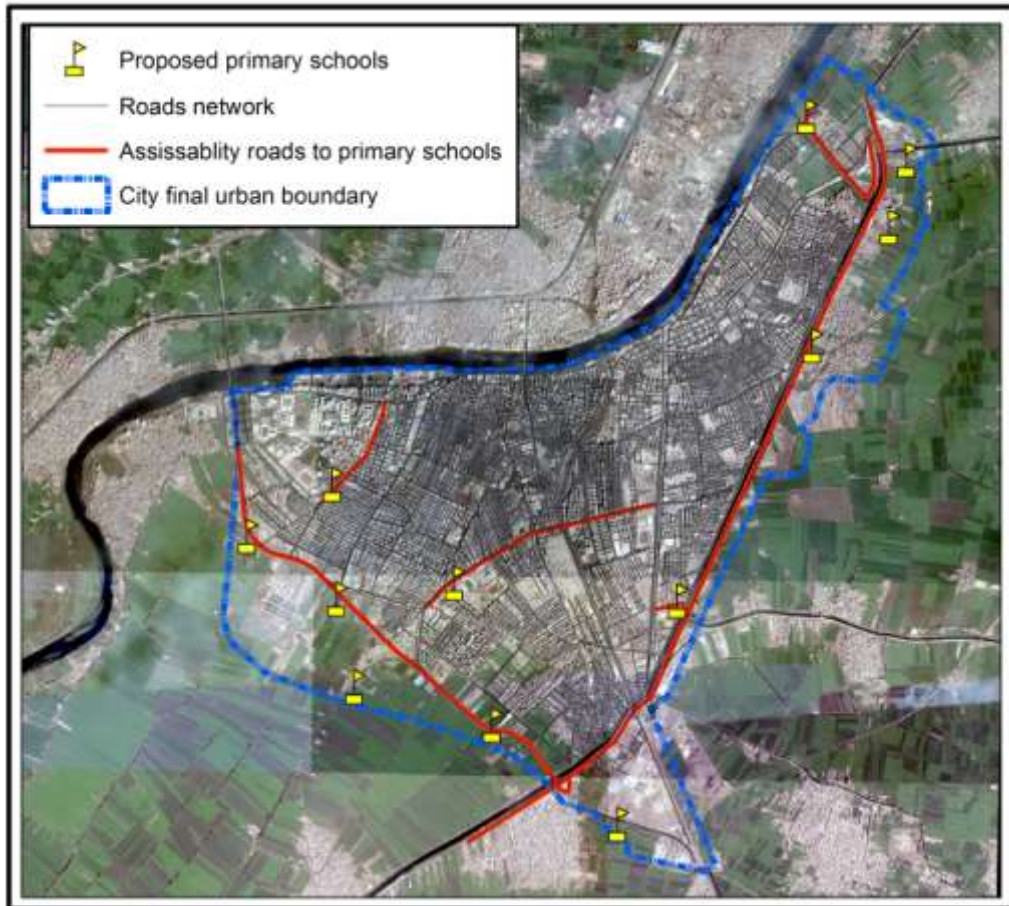 Proposed primary schools
Roads network
Assissablity roads to primary schools
City final urban boundary